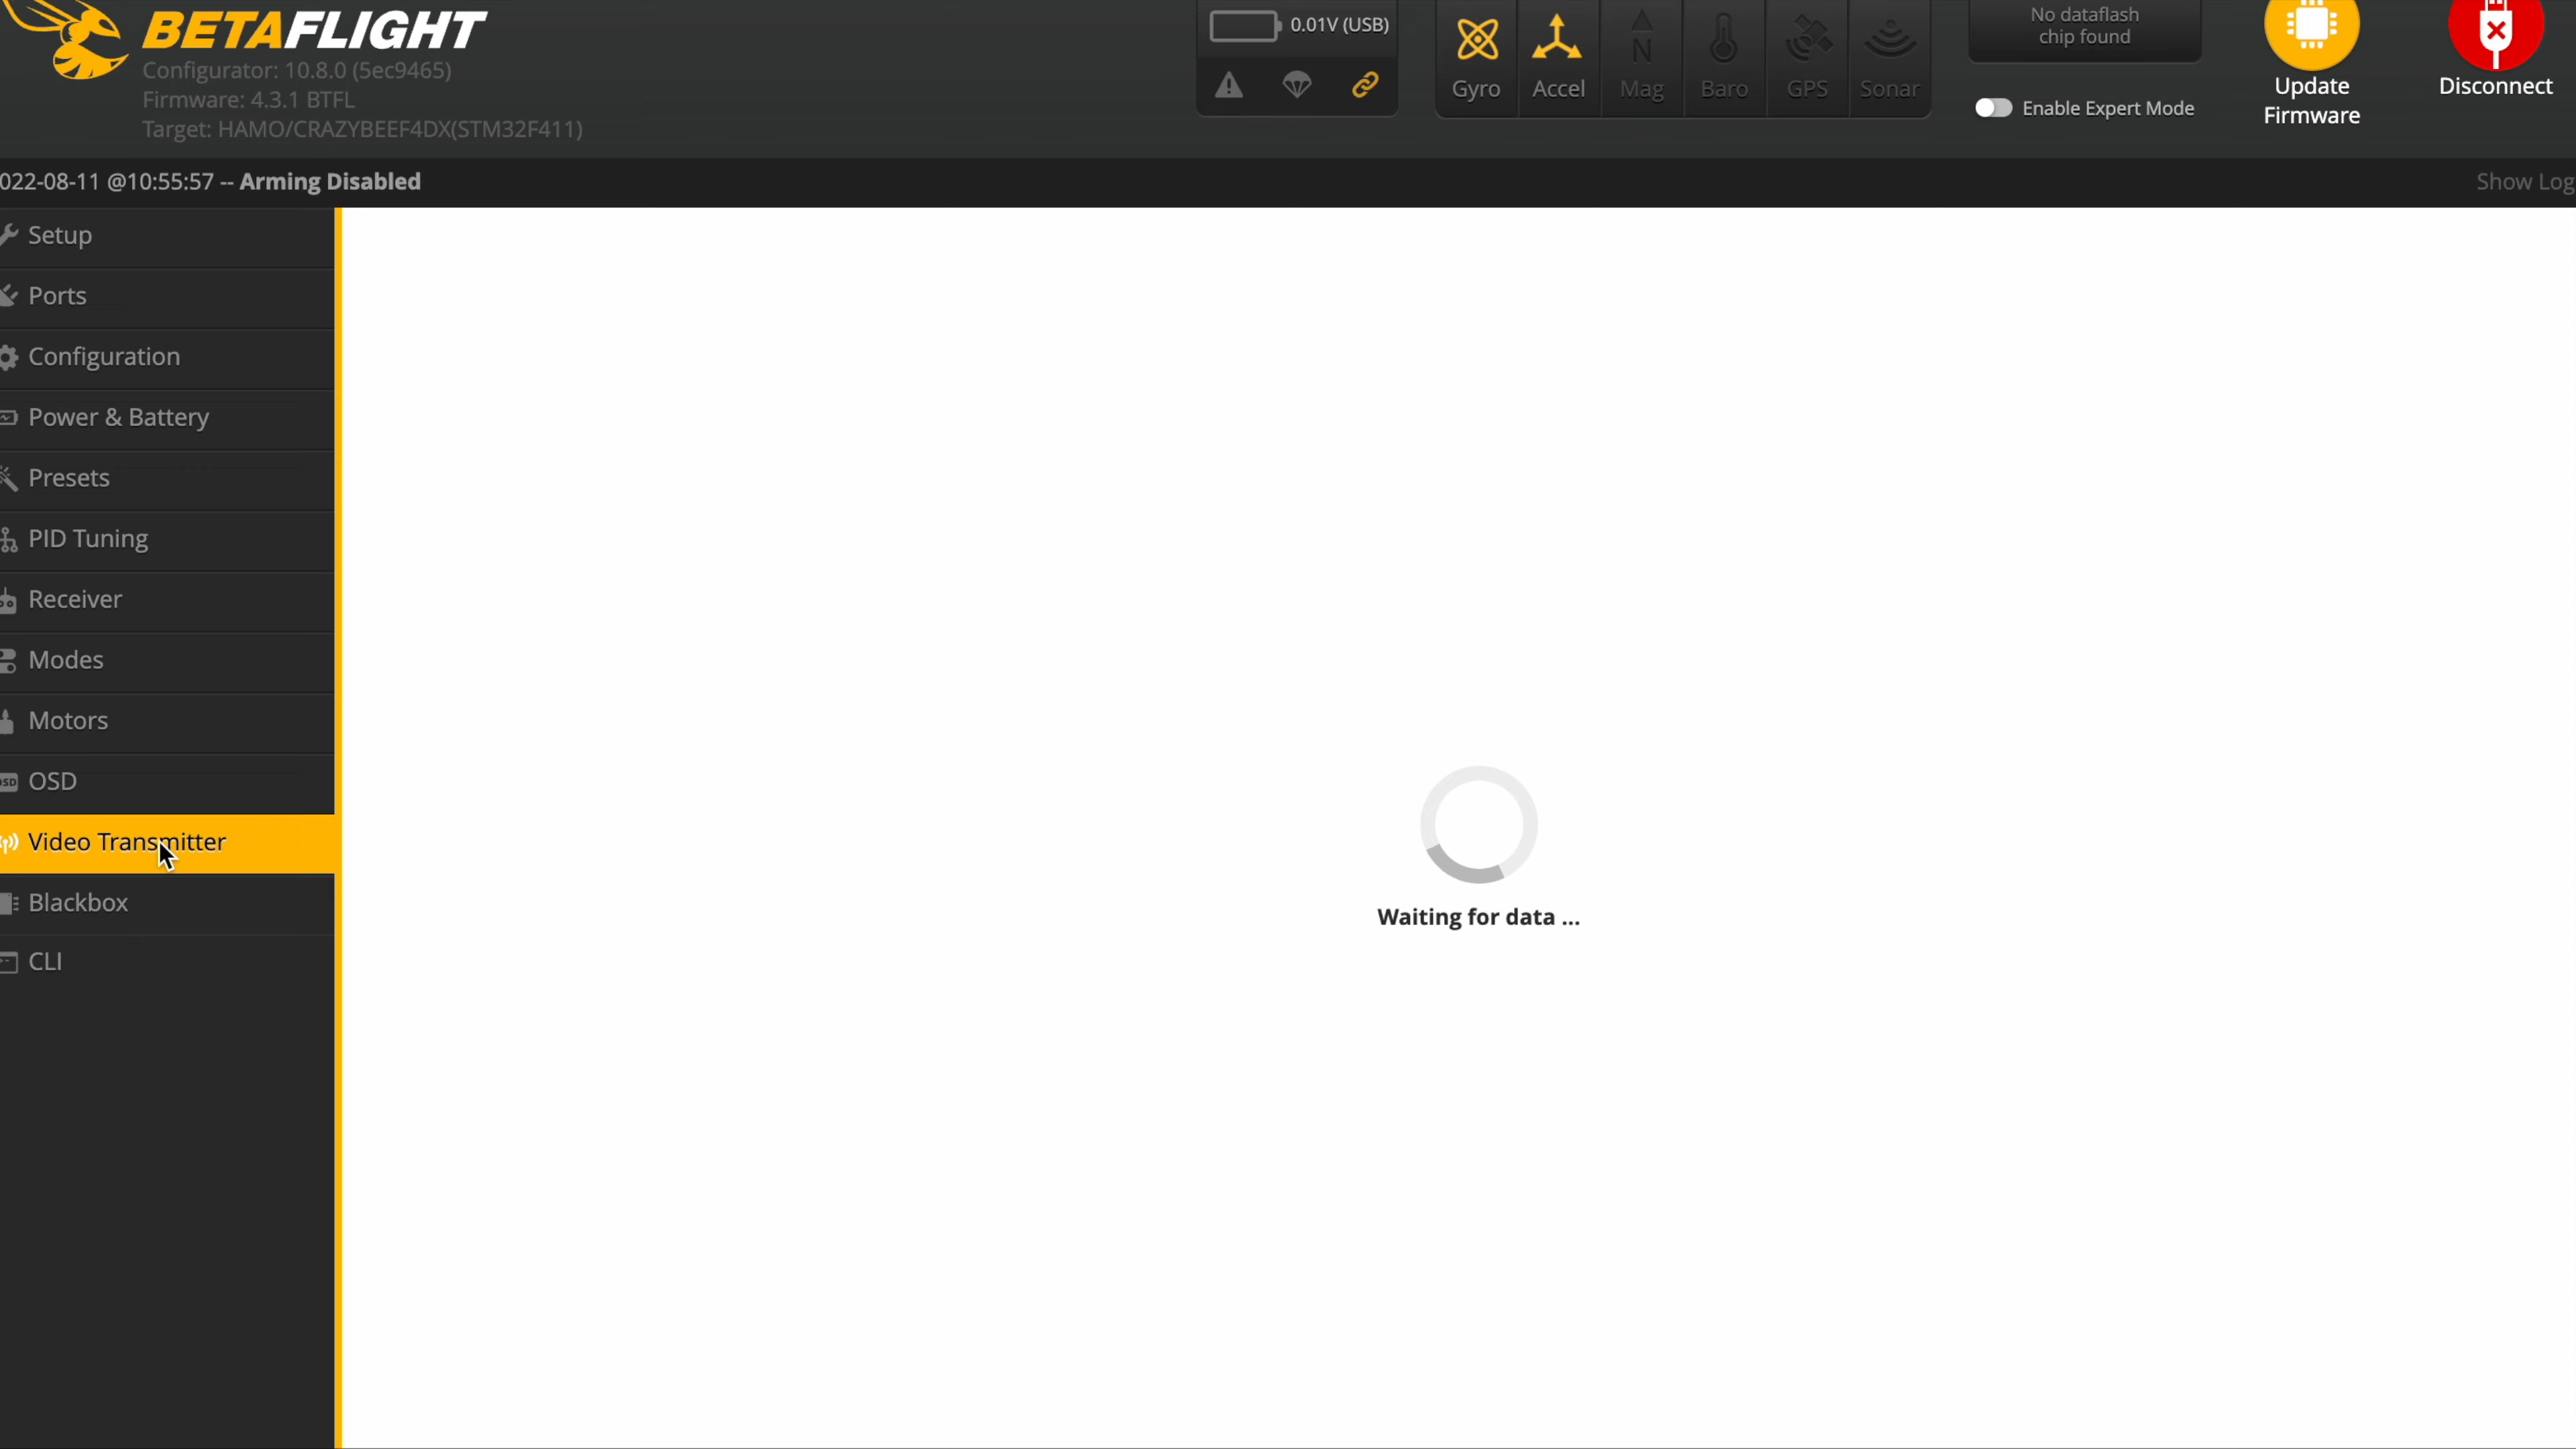 BETAFLIGHT
Configurator: 10.8.0 (5ec9465)
Firmware: 4.3.1 BTFL
Target: HAMO/CRAZYBEEF4DX(STM32F411)
0.01V (USB)
Gyro
Accel
N
Mag
Baro
GPS
Sonar
No dataflash
chip found
Enable Expert Mode
Update
Firmware
Disconnect
022-08-11 @10:55:57 -- Arming Disabled
Show Log
Setup
Ports
Configuration
Power & Battery
Presets
PID Tuning
Receiver
Modes
Motors
OSD
Video Transmitter
Blackbox
CLI
Waiting for data ...